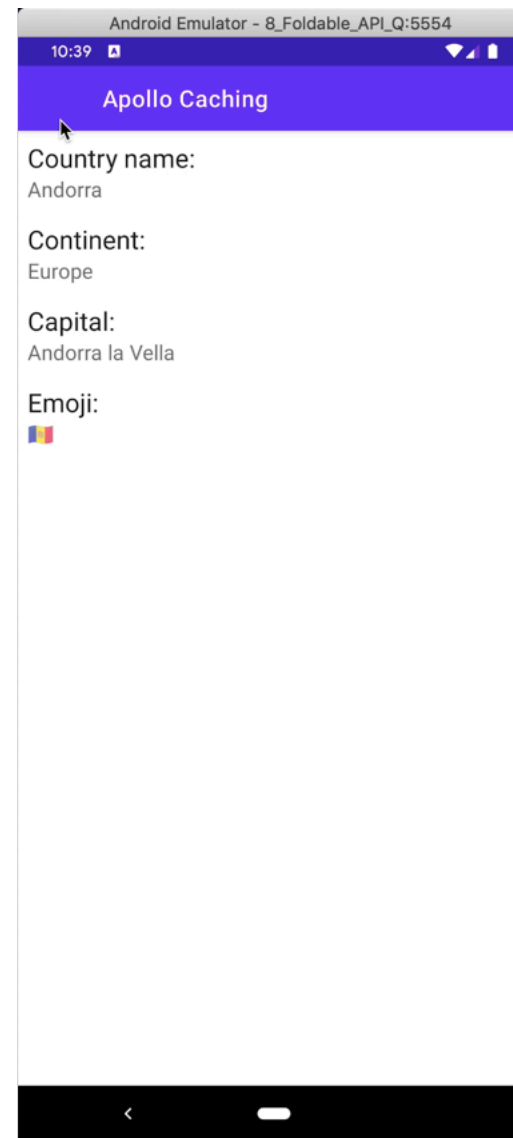 Android Emulator - 8_Foldable_API_Q:5554
10:39 A
Apollo Caching
Country name:
Andorra
Continent:
Europe
Capital:
Andorra la Vella
Emoji:
🇦🇩